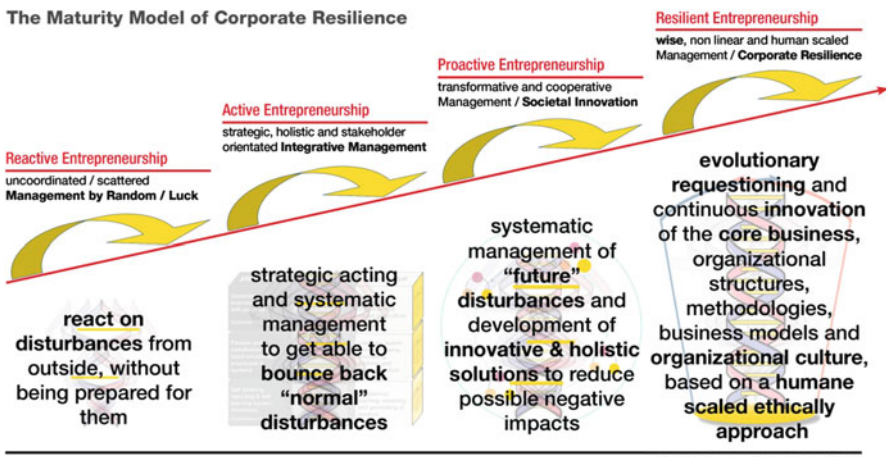 The Maturity Model of Corporate Resilience
Reactive Entrepreneurship
uncoordinated / scattered
Management by Random / Luck
react on
disturbances from
outside, without
being prepared for
them
Active Entrepreneurship
strategic, holistic and stakeholder
orientated Integrative Management
strategic acting
and systematic
management
to get able to
bounce back
“normal”
disturbances
Proactive Entrepreneurship
transformative and cooperative
Management / Societal Innovation
systematic
management of
“future”
disturbances and
development of
innovative & holistic
solutions to reduce
possible negative
impacts
Resilient Entrepreneurship
wise, non linear and human scaled
Management / Corporate Resilience
evolutionary
requestioning and
continuous innovation
of the core business,
organizational
structures,
methodologies,
business models and
organizational culture,
based on a humane
scaled ethically
approach